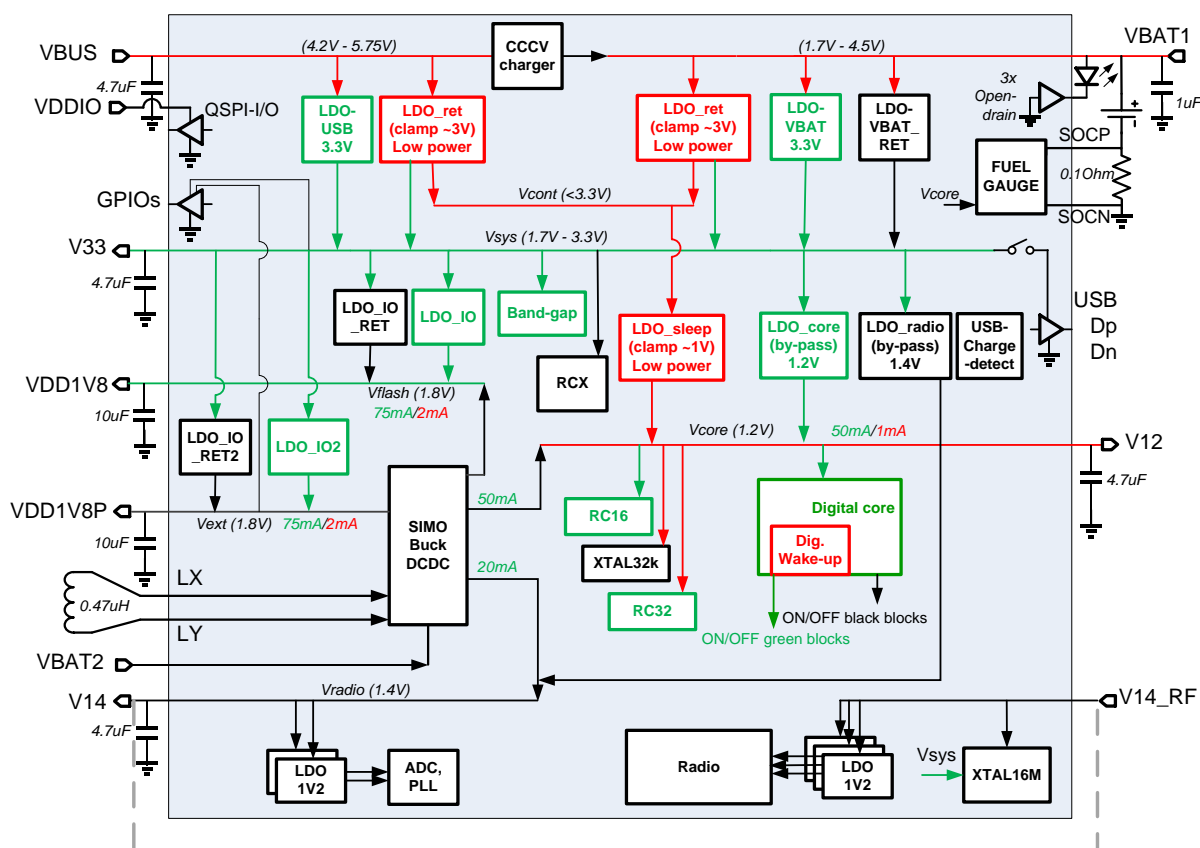 VBUS
(4.2V - 5.75V)
CCCV
charger
(1.7V - 4.5V)
VBAT1
4.7uF
VDDIO
QSPI-I/O
LDO-
USB
3.3V
LDO_ret
(clamp ~3V)
Low power
LDO_ret
(clamp ~3V)
Low power
LDO-
VBAT
3.3V
LDO-
VBAT_
RET
3x
Open-
drain
1uF
SOCP
FUEL
GAUGE
0.1Ohm
SOCN
Vcore
GPIOs
Vcont (<3.3V)
V33
Vsys (1.7V - 3.3V)
4.7uF
LDO_IO
_RET
LDO_IO
Band-gap
LDO_sleep
(clamp ~1V)
Low power
LDO_core
(by-pass)
1.2V
LDO_radio
(by-pass)
1.4V
USB-
Charge
-detect
USB
Dp
Dn
RCX
VDD1V8
Vflash (1.8V)
75mA/2mA
10uF
LDO_IO
_RET2
LDO_IO2
Vcore (1.2V)
50mA/1mA
V12
4.7uF
SIMO
Buck
DCDC
50mA
20mA
VDD1V8P
Vext (1.8V)
75mA/2mA
10uF
RC16
XTAL32k
RC32
Digital core
Dig.
Wake-up
ON/OFF black blocks
ON/OFF green blocks
LX
0.47uH
LY
VBAT2
V14
Vradio (1.4V)
V14_RF
4.7uF
LDO
1V2
ADC,
PLL
Radio
LDO
1V2
Vsys
XTAL16M